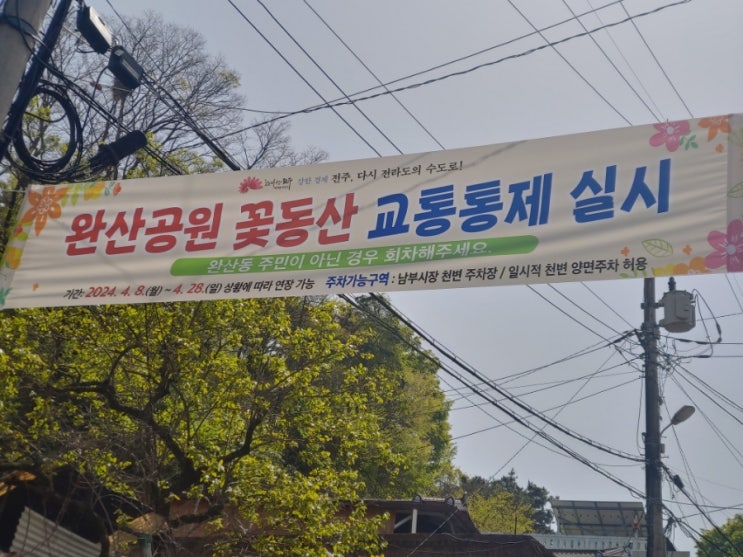 강한 경제 전주, 다시 전라도의 수도로!
완산공원 꽃동산 교통통제 실시
완산동 주민이 아닌 경우 회차해주세요.
기간: 2024. 4. 8.(월) ~ 4. 28.(일) 상황에 따라 연장 가능 주차가능구역 : 남부시장 천변 주차장 / 일시적 천변 양면주차 허용